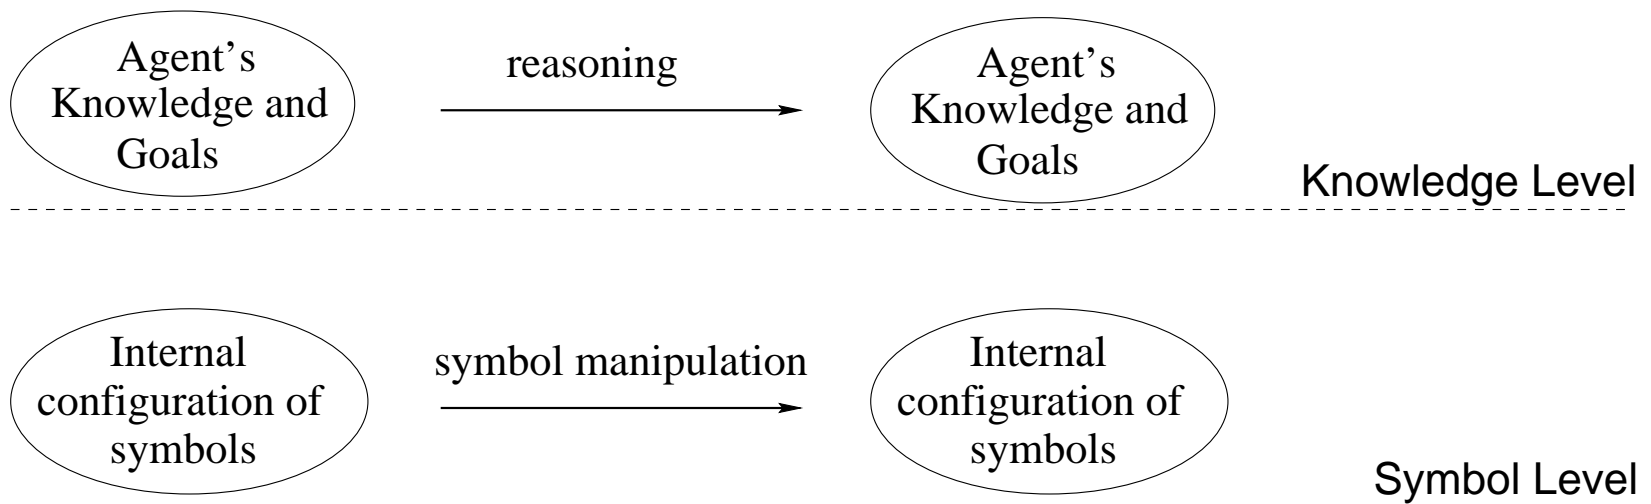 Agent's
Knowledge and
Goals
reasoning
Agent's
Knowledge and
Goals
Knowledge Level
Internal
configuration of
symbols
symbol manipulation
Internal
configuration of
symbols
Symbol Level